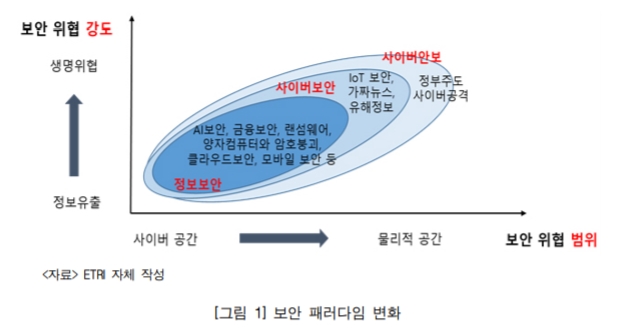 보안 위협 강도
생명위협
정보유출
사이버안보
사이버보안
IoT 보안,
가짜뉴스,
유해정보
정부주도
사이버공격
AI보안, 금융보안, 랜섬웨어,
양자컴퓨터와 암호붕괴,
클라우드보안, 모바일 보안 등
정보보안
사이버 공간
물리적 공간
보안 위협 범위
<자료> ETRI 자체 작성
[그림 1] 보안 패러다임 변화